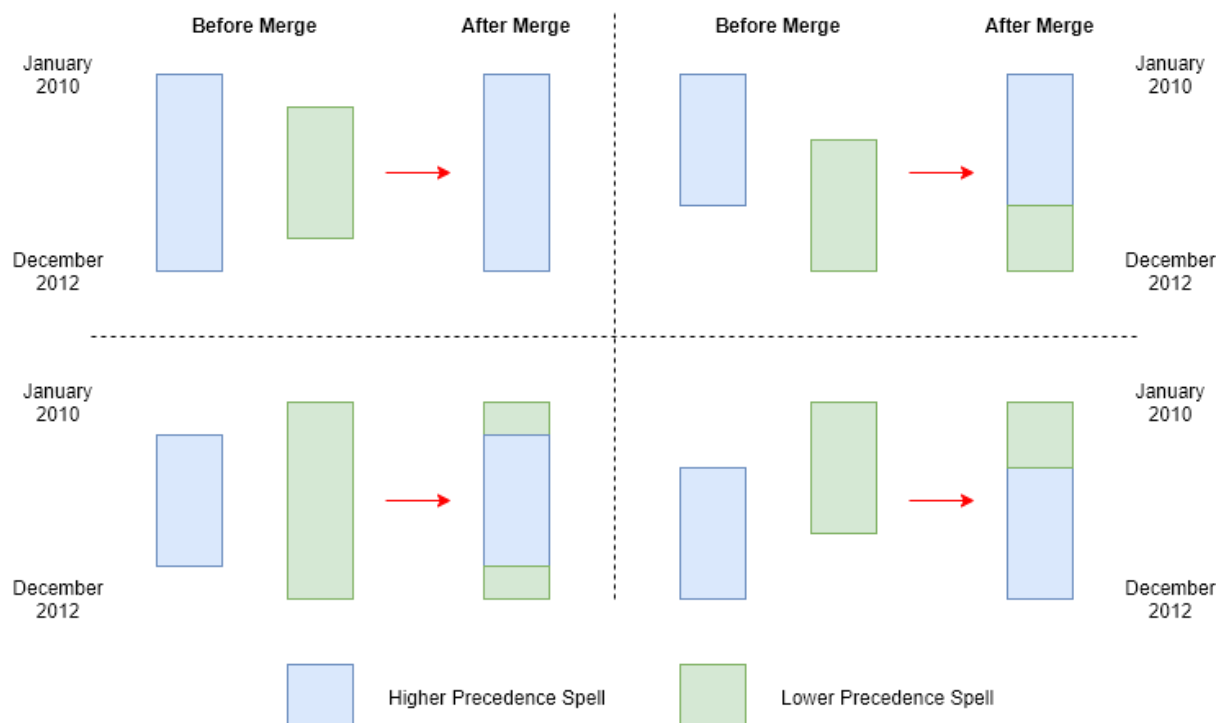 Before Merge
After Merge
Before Merge
After Merge
January
2010
January
2010
December
2012
December
2012
January
2010
January
2010
December
2012
December
2012
Higher Precedence Spell
Lower Precedence Spell